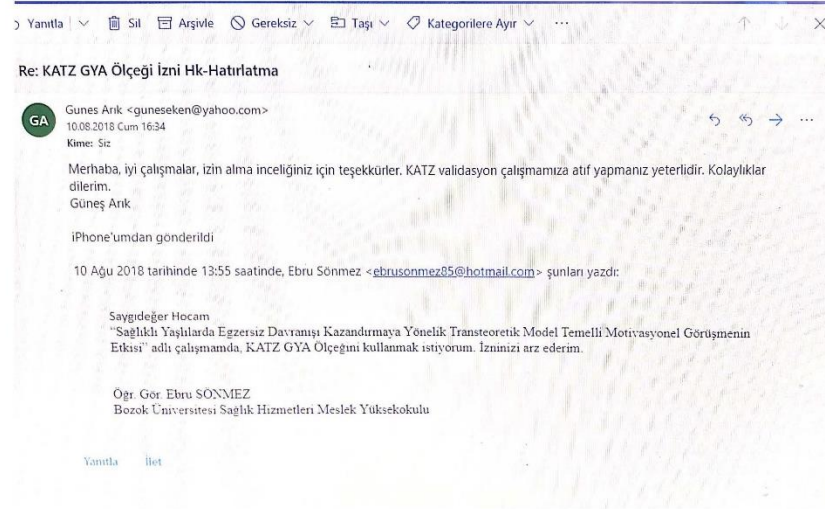 Yanıtla
Sil
Arşivle
Gereksiz
Taşı
Kategorilere Ayır
...
Re: KATZ GYA Ölçeği İzni Hk-Hatırlatma
GA
Gunes Arık <guneseken@yahoo.com>
10.08.2018 Cum 16:34
Kime: Siz
Merhaba, iyi çalışmalar, izin alma inceliğiniz için teşekkürler. KATZ validasyon çalışmamıza atıf yapmanız yeterlidir. Kolaylıklar
dilerim.
Güneş Arık
iPhone'umdan gönderildi
10 Ağu 2018 tarihinde 13:55 saatinde, Ebru Sönmez <ebrusonmez85@hotmail.com> şunları yazdı:
Saygıdeğer Hocam
"Sağlıklı Yaşlılarda Egzersiz Davranışı Kazandırmaya Yönelik Transteoretik Model Temelli Motivasyonel Görüşmenin
Etkisi" adlı çalışmamda, KATZ GYA Ölçeğini kullanmak istiyorum. İzninizi arz ederim.
Öğr. Gör. Ebru SÖNMEZ
Bozok Üniversitesi Sağlık Hizmetleri Meslek Yüksekokulu
Yanıtla İlet